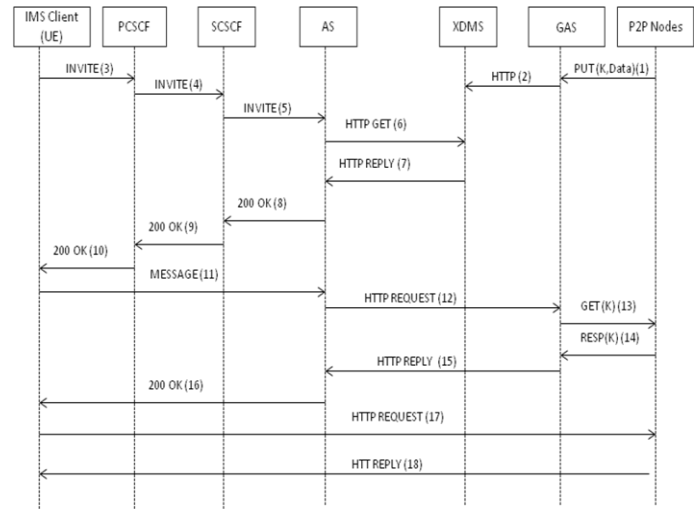 IMS Client
(UE)
PCSCF
SCSCF
AS
XDMS
GAS
P2P Nodes
INVITE(3)
HTTP (2)
PUT (K,Data)(1)
INVITE(4)
INVITE(5)
HTTP GET (6)
HTTP REPLY (7)
200 OK (8)
200 OK (9)
200 OK (10)
MESSAGE(11)
HTTP REQUEST (12)
GET(K) (13)
RESP(K) (14)
HTTP REPLY (15)
200 OK (16)
HTTP REQUEST (17)
HTT REPLY (18)